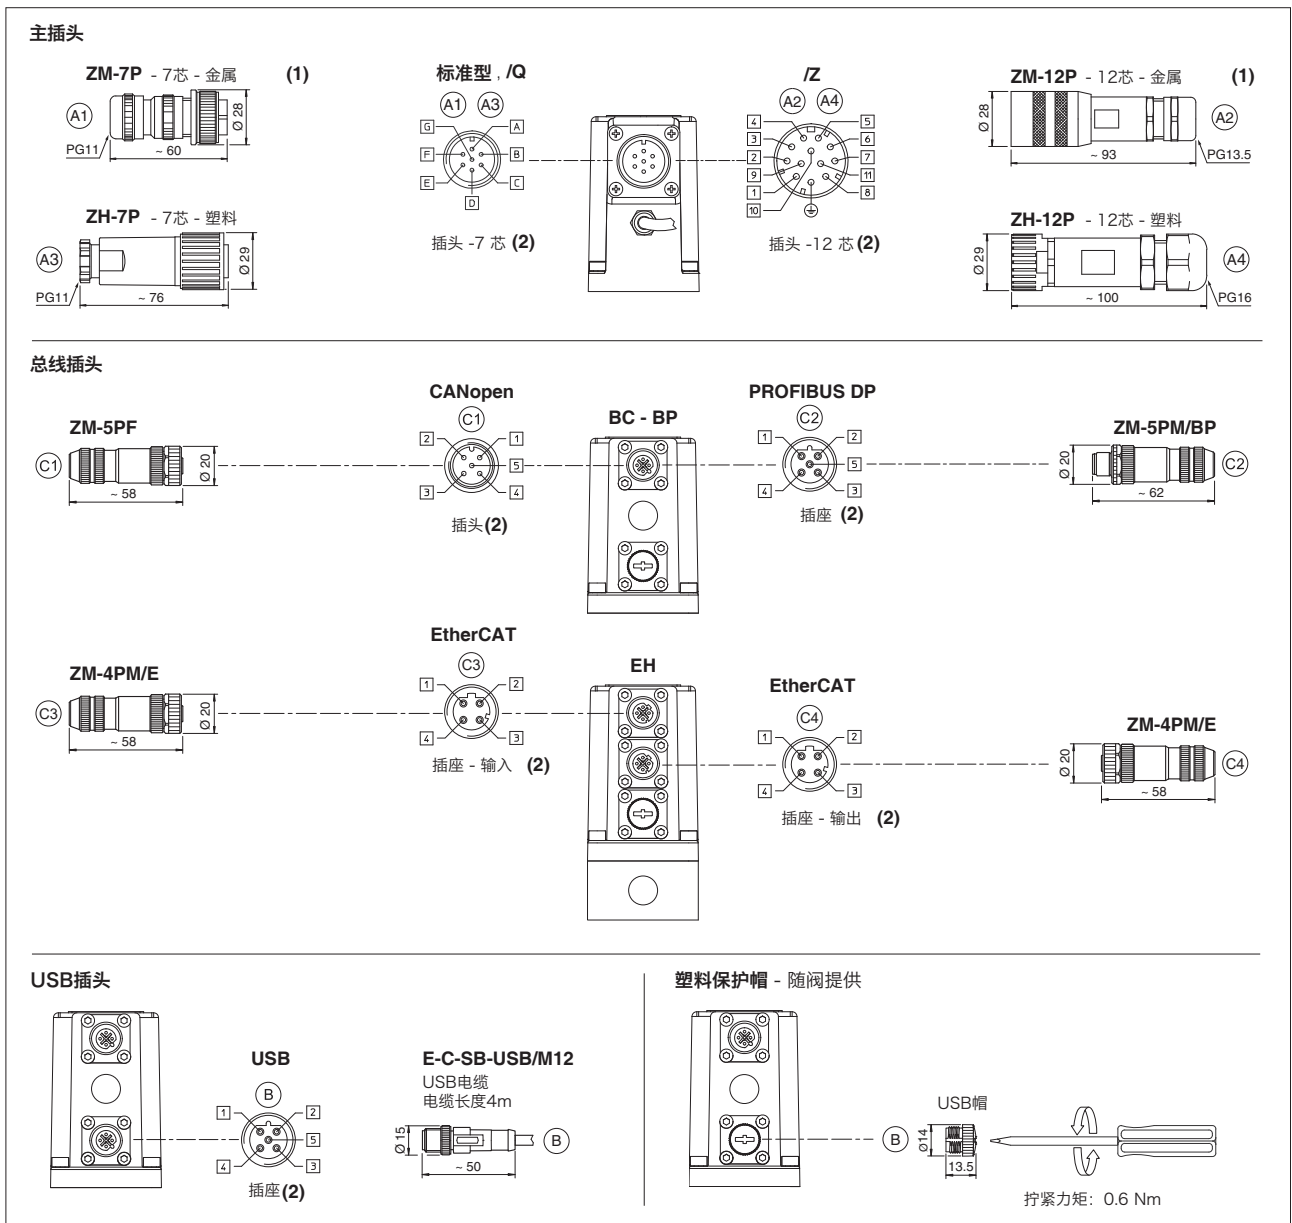 主插头
ZM-7P - 7芯 - 金属 (1)
A1
Ø 28
PG11
~ 60
ZH-7P - 7芯 - 塑料
A3
Ø 29
PG11
~ 76
标准型 , /Q
A1 A3
G A
F B
E C
D
插头 -7 芯 (2)
/Z
A2 A4
4 5
3 6
2 7
9 11
1 8
10
插头 -12 芯 (2)
ZM-12P - 12芯 - 金属 (1)
Ø 28
A2
~ 93
PG13.5
ZH-12P - 12芯 - 塑料
Ø 29
A4
~ 100
PG16
总线插头
ZM-5PF
C1
Ø 20
~ 58
CANopen
C1
2 1
5
3 4
插头(2)
BC - BP
PROFIBUS DP
C2
1 2
5
4 3
插座 (2)
ZM-5PM/BP
Ø 20
C2
~ 62
ZM-4PM/E
C3
Ø 20
~ 58
EtherCAT
C3
1 2
4 3
插座 - 输入 (2)
EH
EtherCAT
C4
1 2
4 3
插座 - 输出 (2)
ZM-4PM/E
Ø 20
C4
~ 58
USB插头
USB
B
1 2
5
4 3
插座(2)
E-C-SB-USB/M12
USB电缆
电缆长度4m
Ø 15
B
~ 50
塑料保护帽 - 随阀提供
B
USB帽
Ø14
13.5
拧紧力矩：0.6 Nm